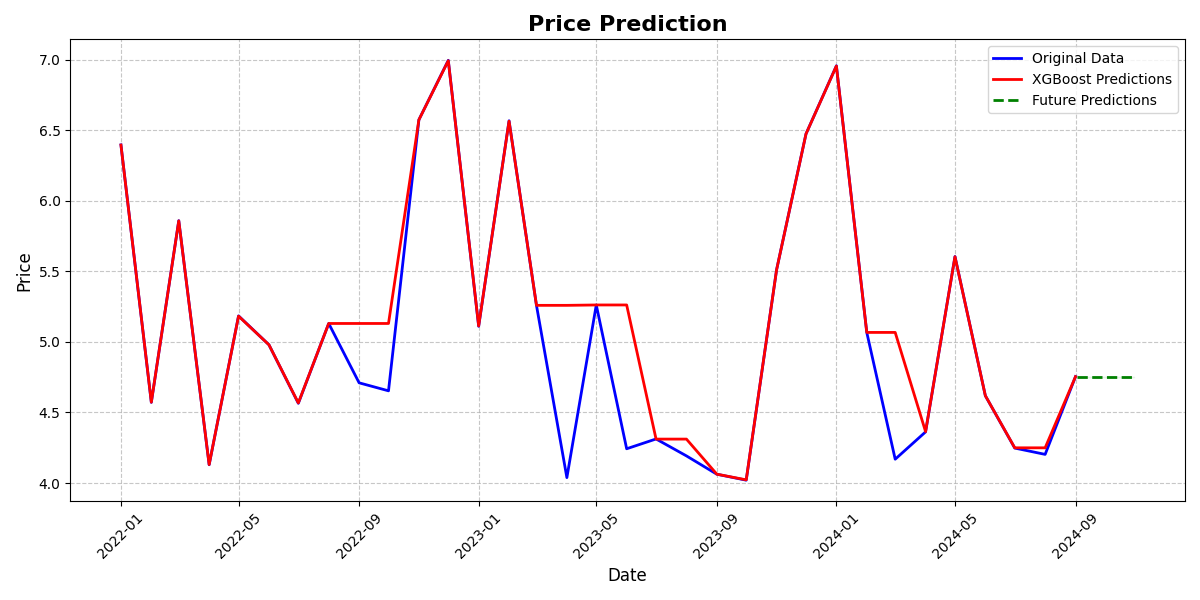 Price Prediction
Original Data
XGBoost Predictions
Future Predictions
7.0
6.5
6.0
5.5
5.0
4.5
4.0
Price
2022-01
2022-05
2022-09
2023-01
2023-05
2023-09
2024-01
2024-05
2024-09
Date